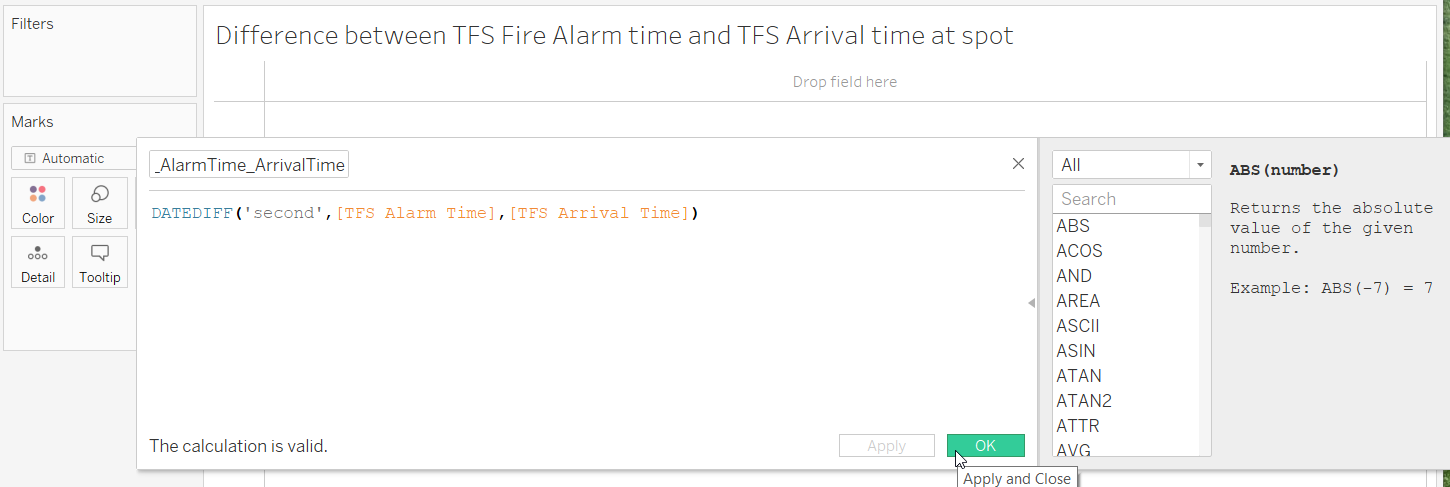 Filters
Difference between TFS Fire Alarm time and TFS Arrival time at spot
Drop field here
Marks
Automatic
Color
Size
Detail
Tooltip
_AlarmTime_ArrivalTime
DATEDIFF('second',[TFS Alarm Time],[TFS Arrival Time])
The calculation is valid.
Apply
OK
Apply and Close
All
Search
ABS
ACOS
AND
AREA
ASCII
ASIN
ATAN
ATAN2
ATTR
AVG
ABS(number)
Returns the absolute
value of the given
number.
Example: ABS(-7) = 7